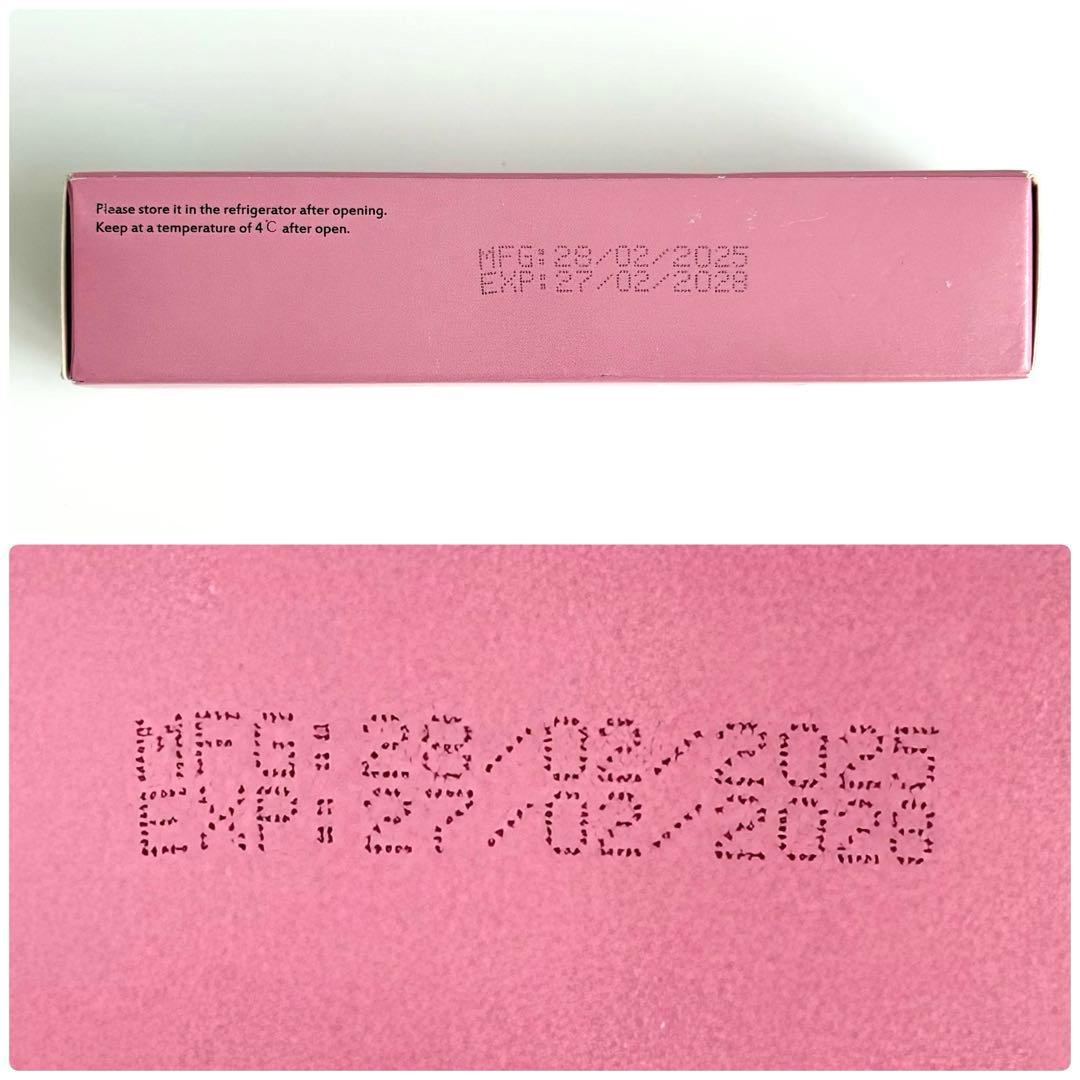 Please store it in the refrigerator after opening.
Keep at a temperature of 4℃ after open.
MFG:28/02/2025
EXP:27/02/2028
MFG:28/02/2025
EXP:27/02/2028